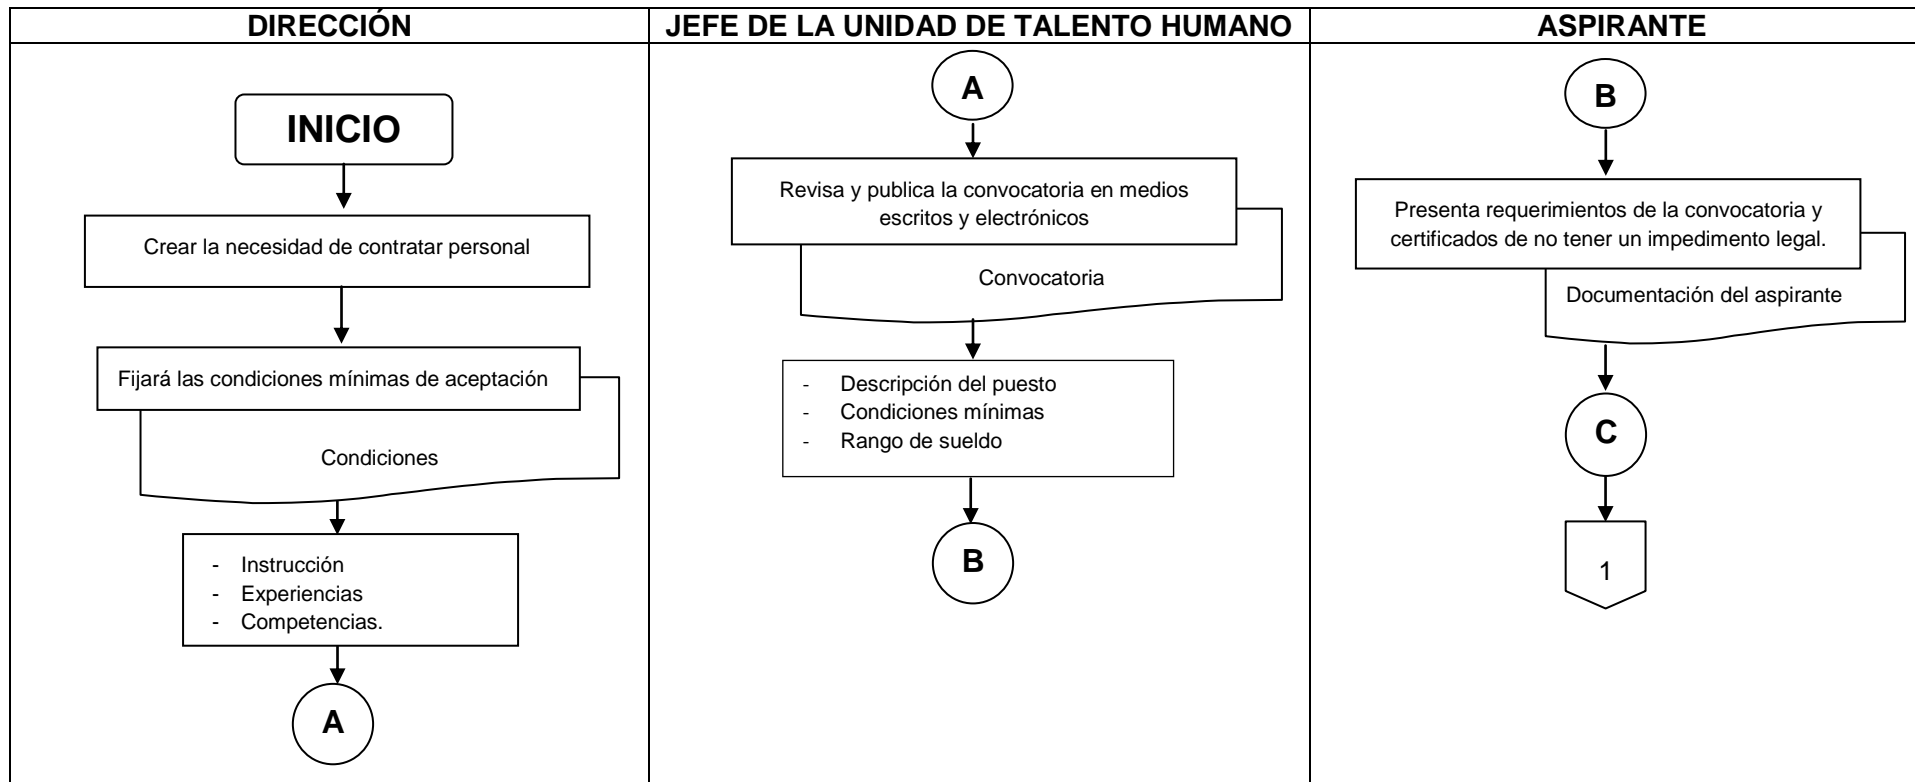 DIRECCIÓN
JEFE DE LA UNIDAD DE TALENTO HUMANO
ASPIRANTE
INICIO
Crear la necesidad de contratar personal
Fijará las condiciones mínimas de aceptación
Condiciones
- Instrucción
- Experiencias
- Competencias.
A
A
Revisa y publica la convocatoria en medios
escritos y electrónicos
Convocatoria
- Descripción del puesto
- Condiciones mínimas
- Rango de sueldo
B
B
Presenta requerimientos de la convocatoria y
certificados de no tener un impedimento legal.
Documentación del aspirante
C
1